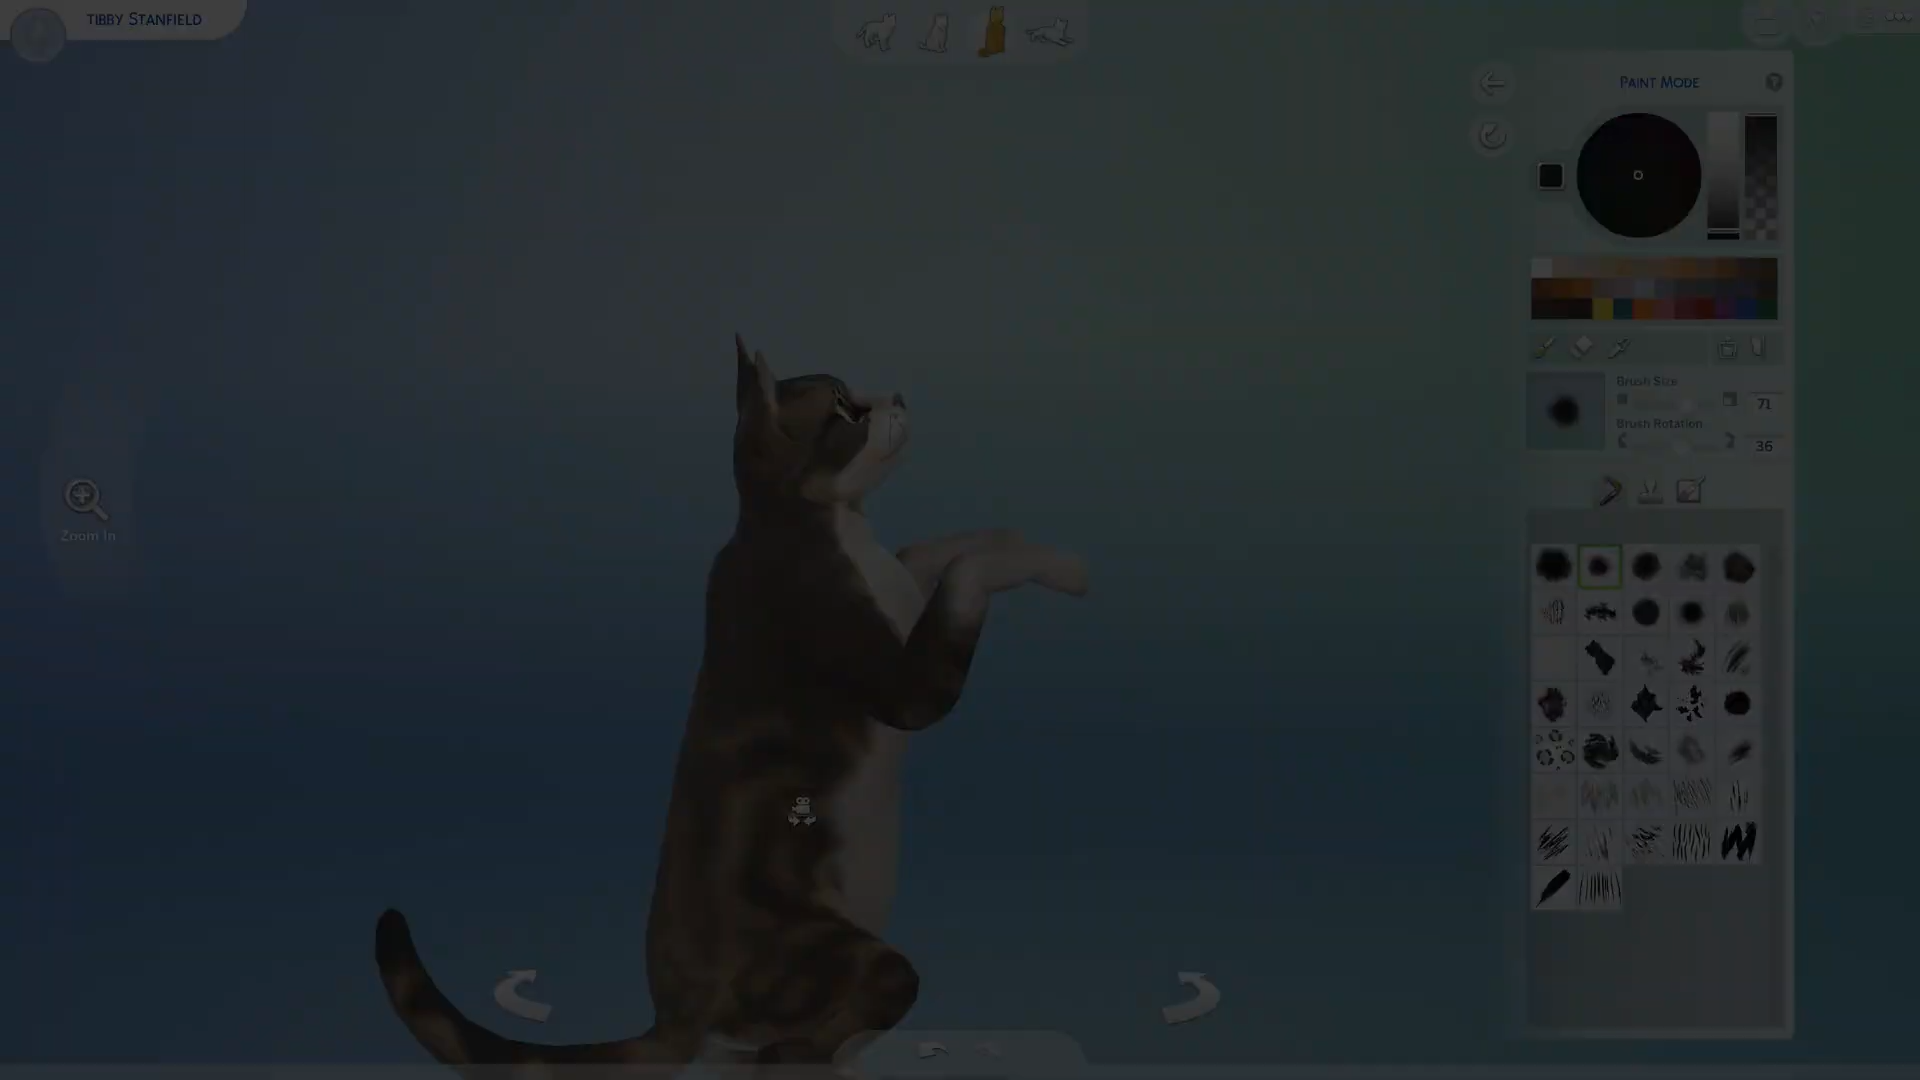 TIBBY STANFIELD
PAINT MODE
?
Brush Size
71
Brush Rotation
36
Zoom In